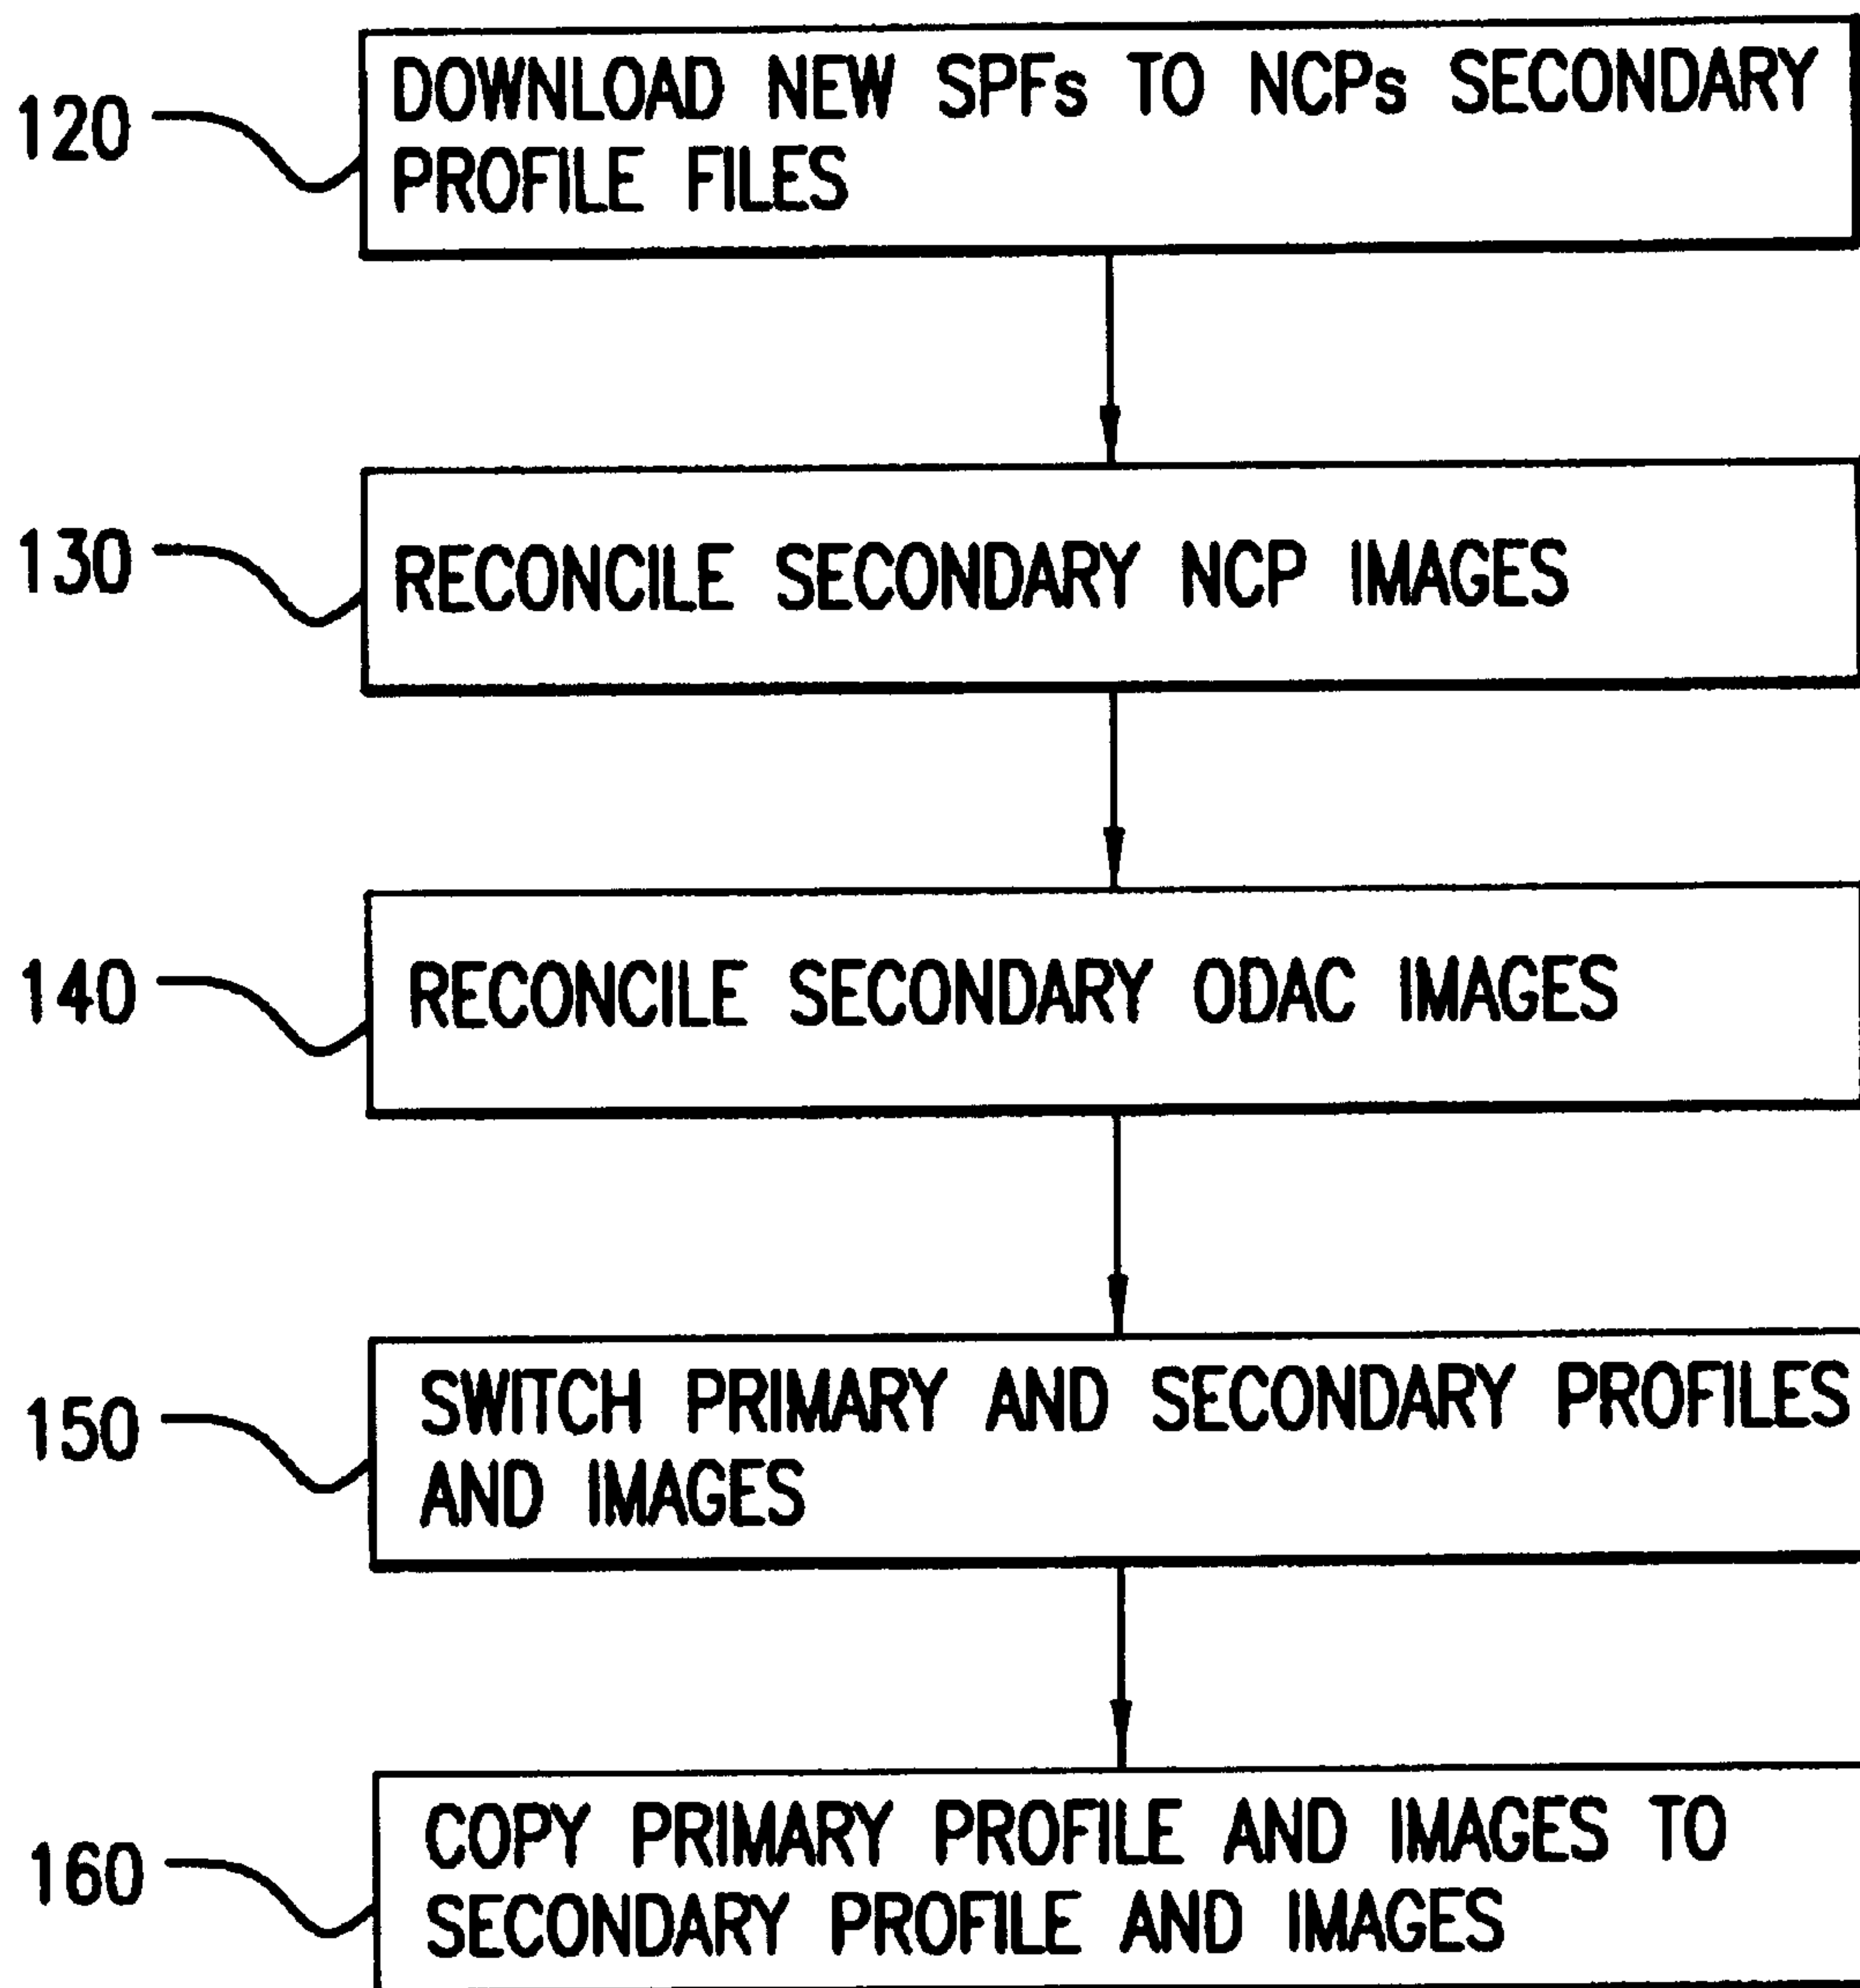 120
DOWNLOAD NEW SPFs TO NCPs SECONDARY
PROFILE FILES
130
RECONCILE SECONDARY NCP IMAGES
140
RECONCILE SECONDARY ODAC IMAGES
150
SWITCH PRIMARY AND SECONDARY PROFILES
AND IMAGES
160
COPY PRIMARY PROFILE AND IMAGES TO
SECONDARY PROFILE AND IMAGES